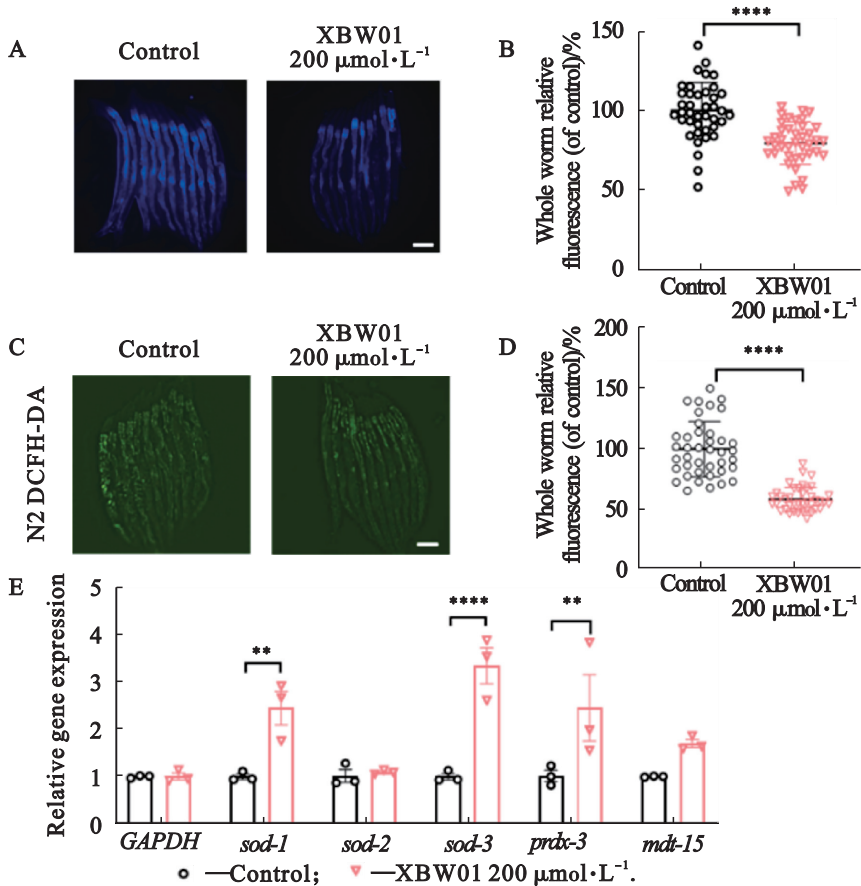 A
Control
XBW01
200 μmol·L⁻¹
B
Whole worm relative
fluorescence (of control)/%
150
100
50
0
****
Control
XBW01
200 μmol·L⁻¹
C
Control
XBW01
200 μmol·L⁻¹
N2 DCFH-DA
D
Whole worm relative
fluorescence (of control)/%
200
150
100
50
0
****
Control
XBW01
200 μmol·L⁻¹
E
Relative gene expression
5
4
3
2
1
0
**
****
**
GAPDH
sod-1
sod-2
sod-3
prdx-3
mdt-15
—Control; —XBW01 200 μmol·L⁻¹.